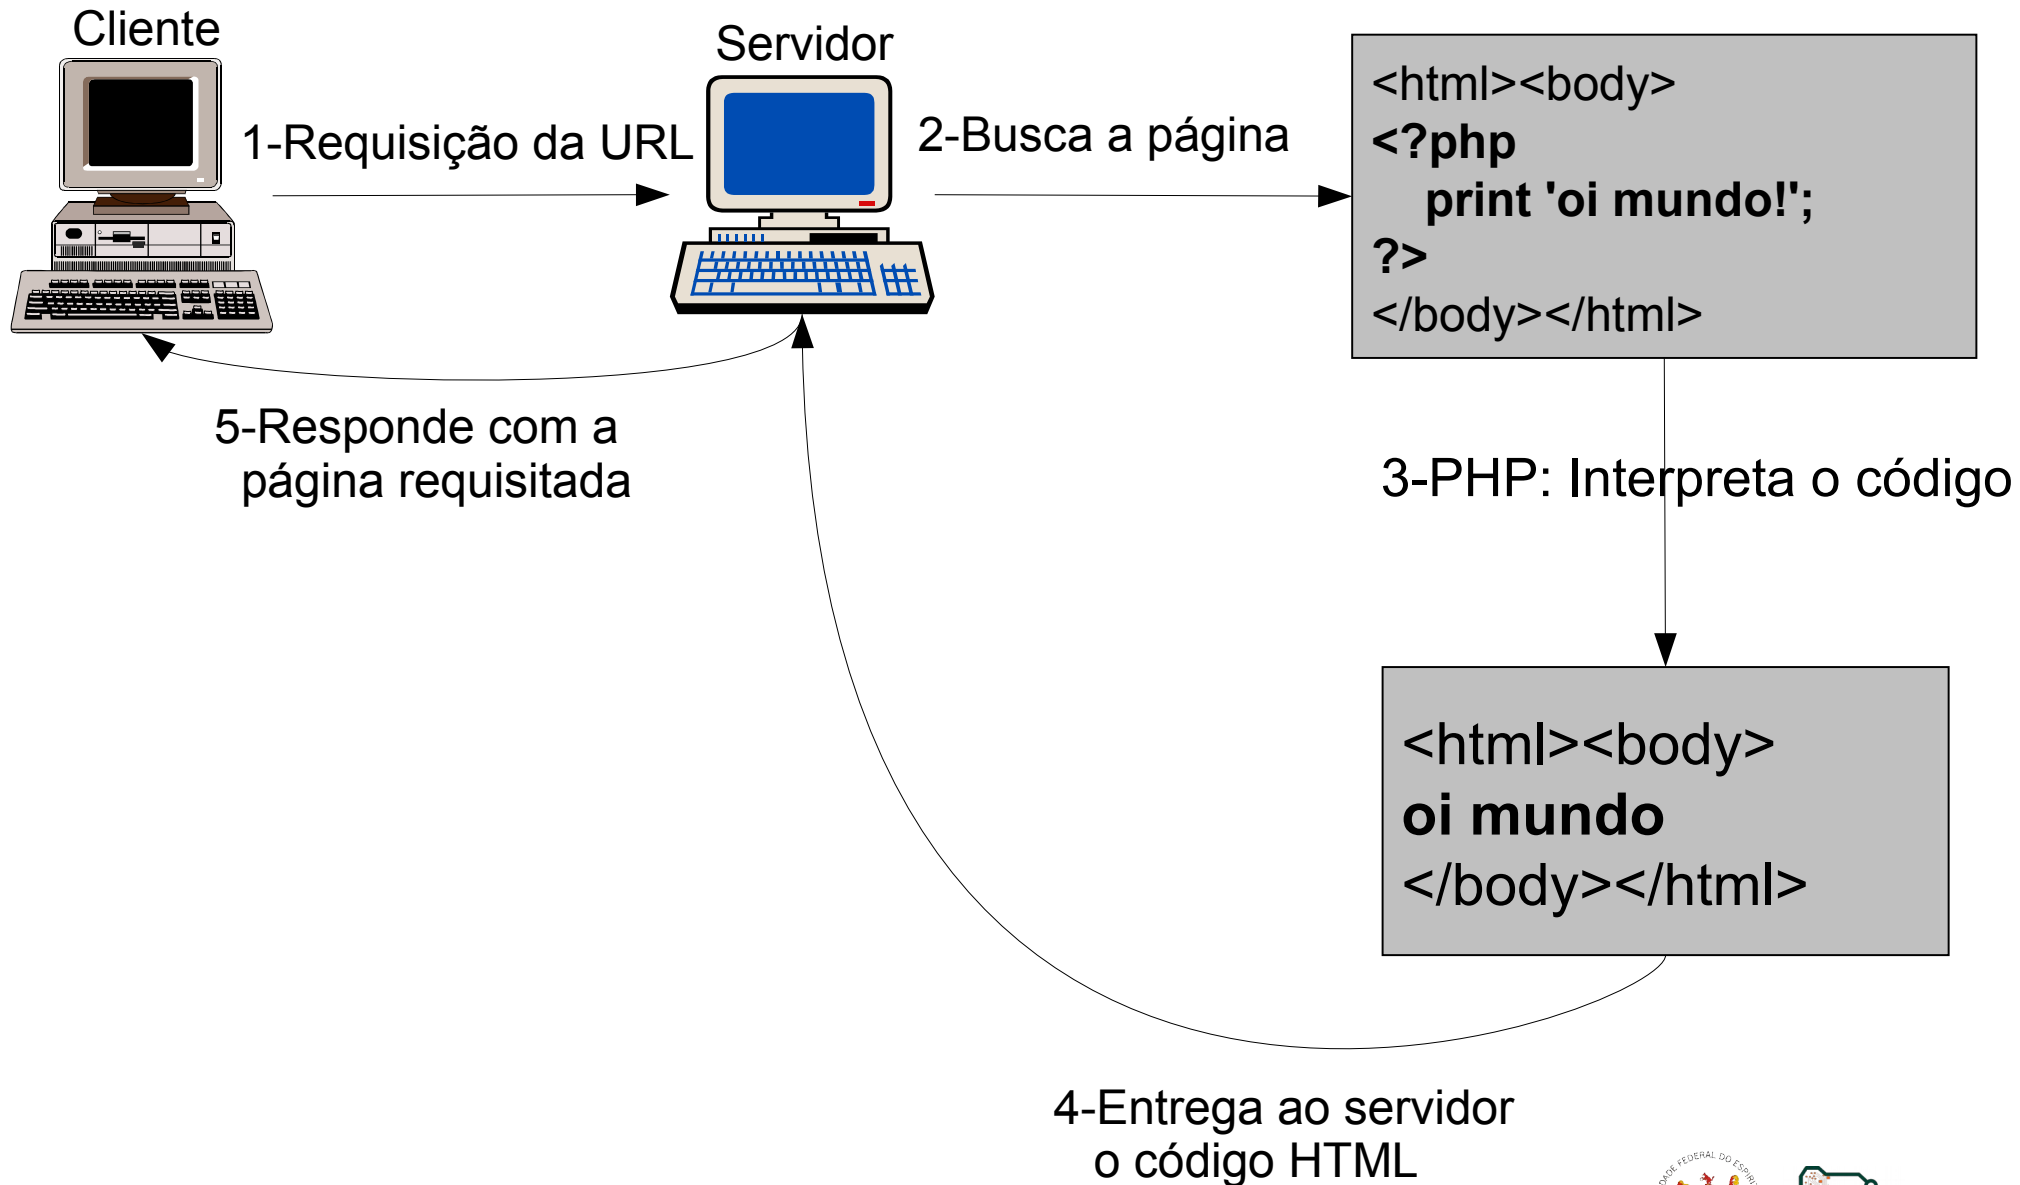 Cliente
Servidor
1-Requisição da URL
2-Busca a página
<html><body>
<?php
print 'oi mundo!';
?>
</body></html>
5-Responde com a
página requisitada
3-PHP: Interpreta o código
<html><body>
oi mundo
</body></html>
4-Entrega ao servidor
o código HTML
FEDERAL DO